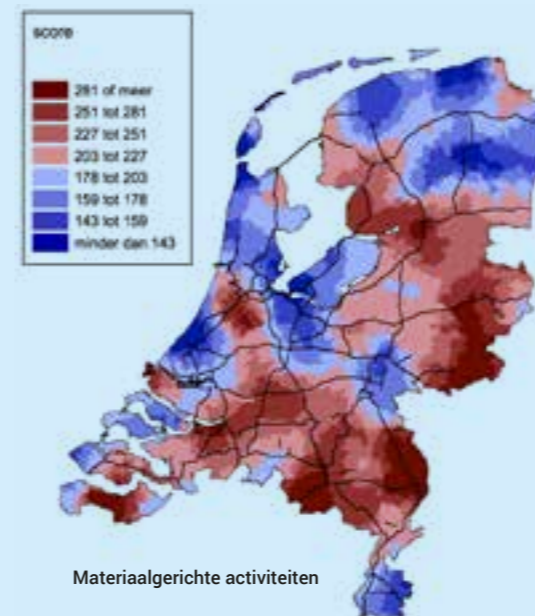 score
281 of meer
251 tot 281
227 tot 251
203 tot 227
178 tot 203
159 tot 178
143 tot 159
minder dan 143
Materiaalgerichte activiteiten